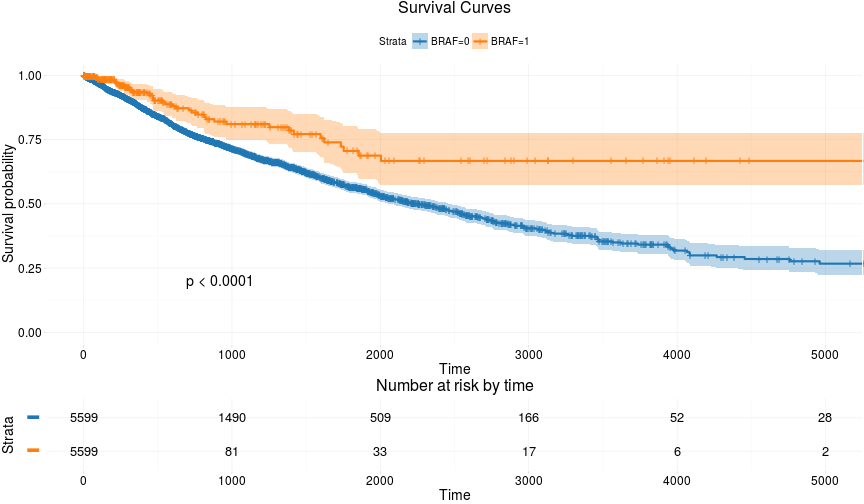 Survival Curves
Strata BRAF=0 BRAF=1
1.00
0.75
0.50
0.25
0.00
Survival probability
p < 0.0001
0 1000 2000 3000 4000 5000
Time
Number at risk by time
Strata
5599 1490 509 166 52 28
5599 81 33 17 6 2
0 1000 2000 3000 4000 5000
Time